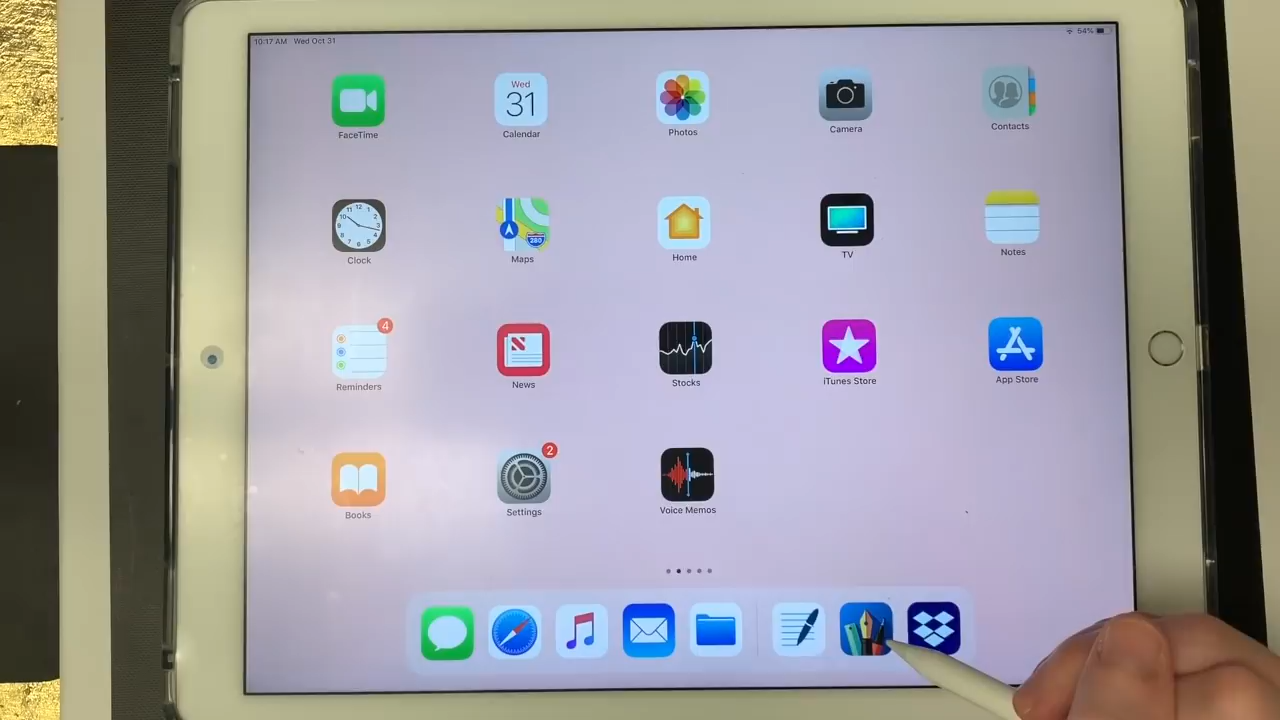 10:17 AM Wed Oct 31
54%
FaceTime
Wed
31
Calendar
Photos
Camera
Contacts
Clock
280
Maps
Home
TV
Notes
4
Reminders
News
Stocks
iTunes Store
App Store
Books
2
Settings
Voice Memos